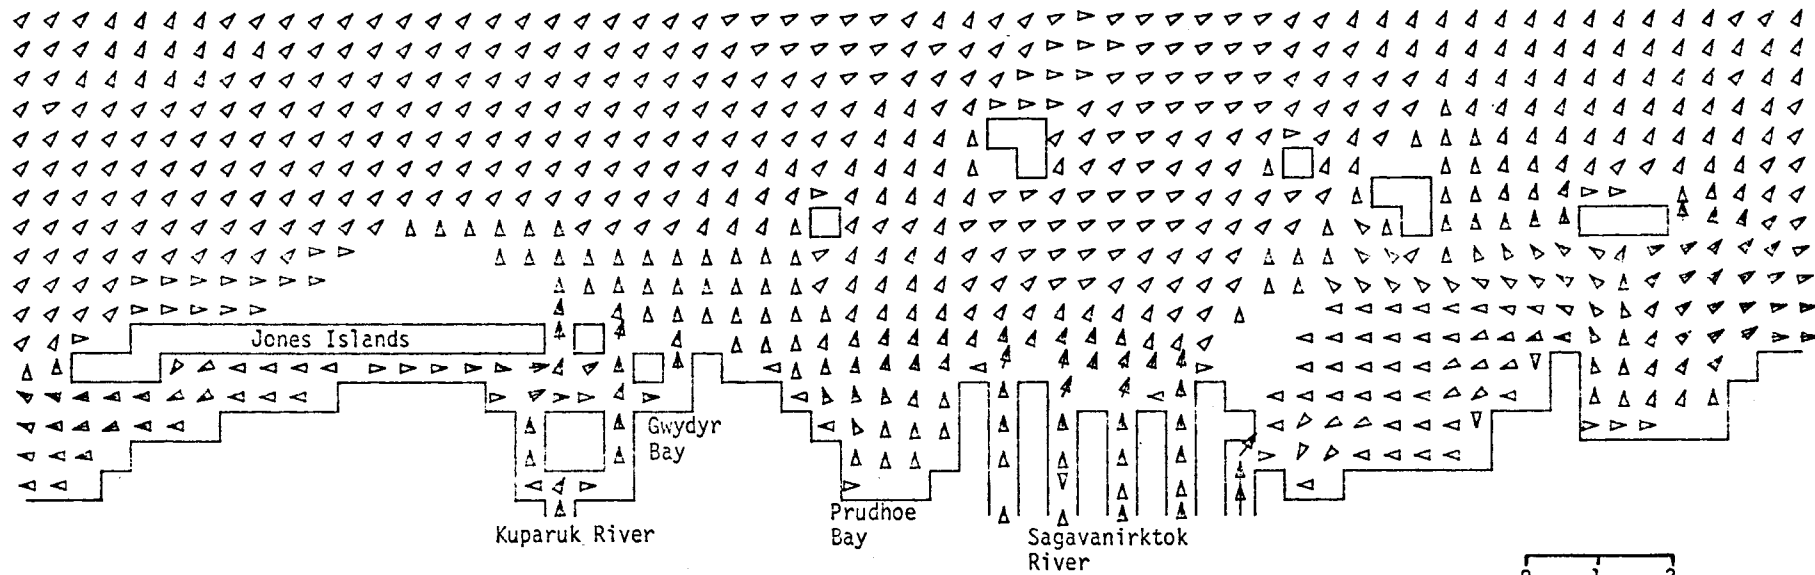 Jones Islands
Gwydyr
Bay
Kuparuk River
Prudhoe
Bay
Sagavanirktok
River